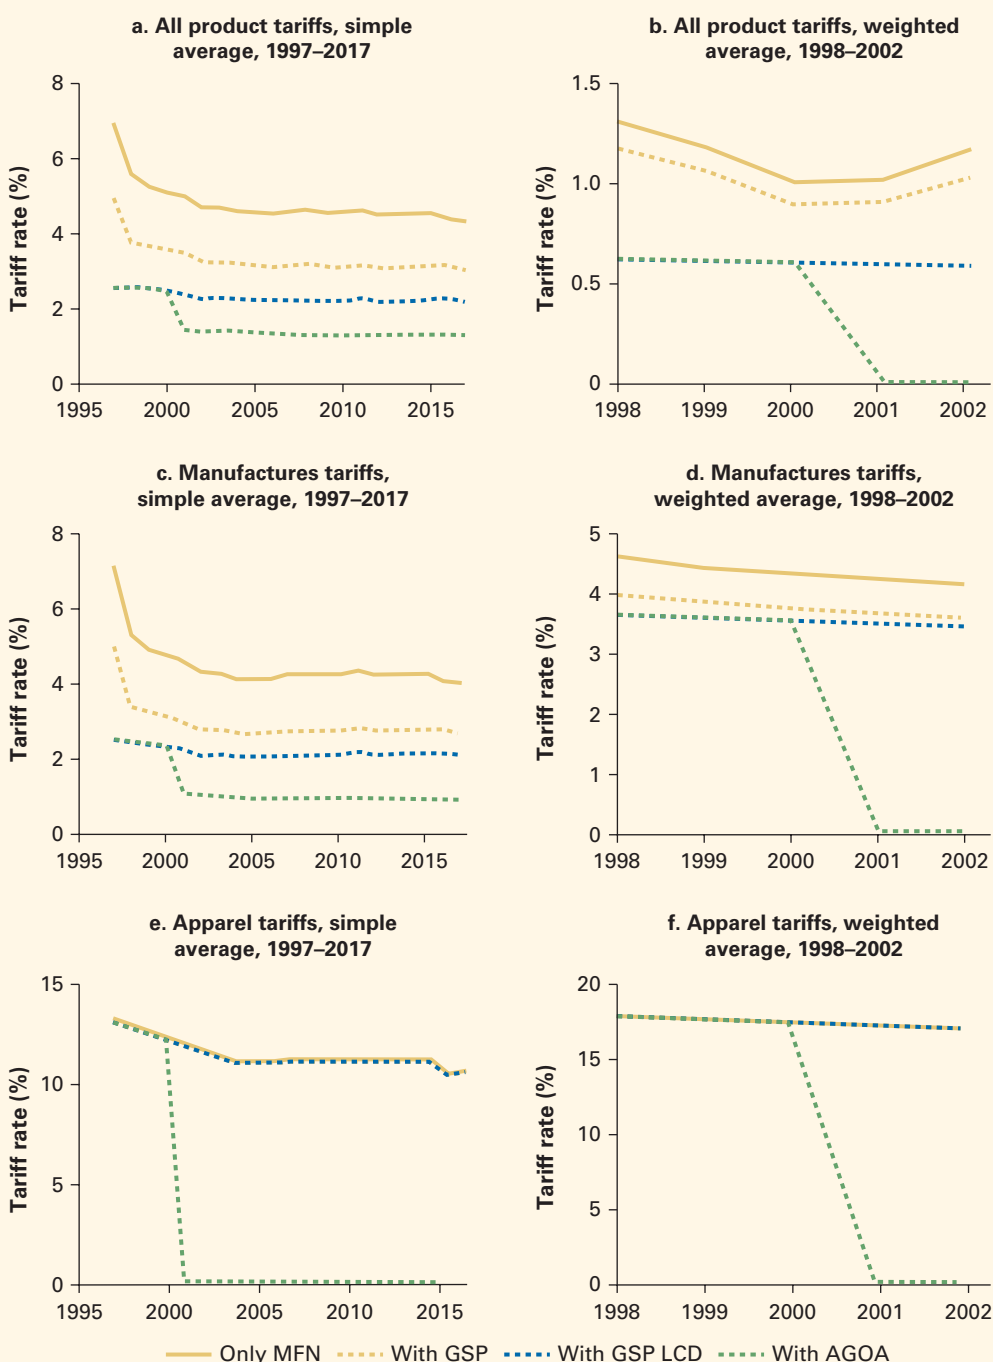 a. All product tariffs, simple
average, 1997–2017
Tariff rate (%)
8
6
4
2
0
1995 2000 2005 2010 2015
b. All product tariffs, weighted
average, 1998–2002
Tariff rate (%)
1.5
1.0
0.5
0
1998 1999 2000 2001 2002
c. Manufactures tariffs,
simple average, 1997–2017
Tariff rate (%)
8
6
4
2
0
1995 2000 2005 2010 2015
d. Manufactures tariffs,
weighted average, 1998–2002
Tariff rate (%)
5
4
3
2
1
0
1998 1999 2000 2001 2002
e. Apparel tariffs, simple
average, 1997–2017
Tariff rate (%)
15
10
5
0
1995 2000 2005 2010 2015
f. Apparel tariffs, weighted
average, 1998–2002
Tariff rate (%)
20
15
10
5
0
1998 1999 2000 2001 2002
Only MFN With GSP With GSP LCD With AGOA